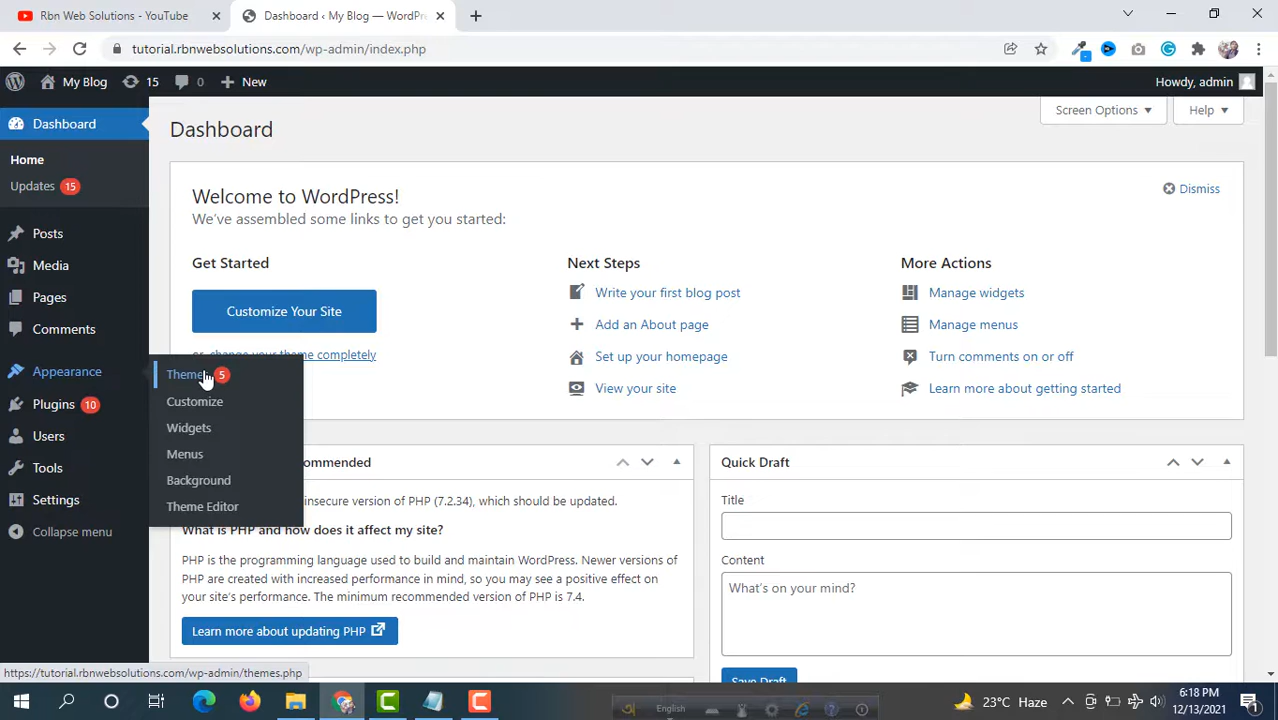 Rbn Web Solutions - YouTube
Dashboard ‹ My Blog — WordPre
tutorial.rbnwebsolutions.com/wp-admin/index.php
My Blog 15 0 New
Howdy, admin
Dashboard
Home
Updates 15
Posts
Media
Pages
Comments
Appearance
Plugins 10
Users
Tools
Settings
Collapse menu
Theme 5
Customize
Widgets
Menus
Background
Theme Editor
Dashboard
Screen Options
Help
Welcome to WordPress!
We've assembled some links to get you started:
Dismiss
Get Started
Customize Your Site
or, change your theme completely
Next Steps
Write your first blog post
Add an About page
Set up your homepage
View your site
More Actions
Manage widgets
Manage menus
Turn comments on or off
Learn more about getting started
ommended
insecure version of PHP (7.2.34), which should be updated.
What is PHP and how does it affect my site?
PHP is the programming language used to build and maintain WordPress. Newer versions of
PHP are created with increased performance in mind, so you may see a positive effect on
your site's performance. The minimum recommended version of PHP is 7.4.
Learn more about updating PHP
Quick Draft
Title
Content
What's on your mind?
Save Draft
https://tutorial.rbnwebsolutions.com/wp-admin/themes.php
English
23°C Haze
6:18 PM
12/13/2021
1